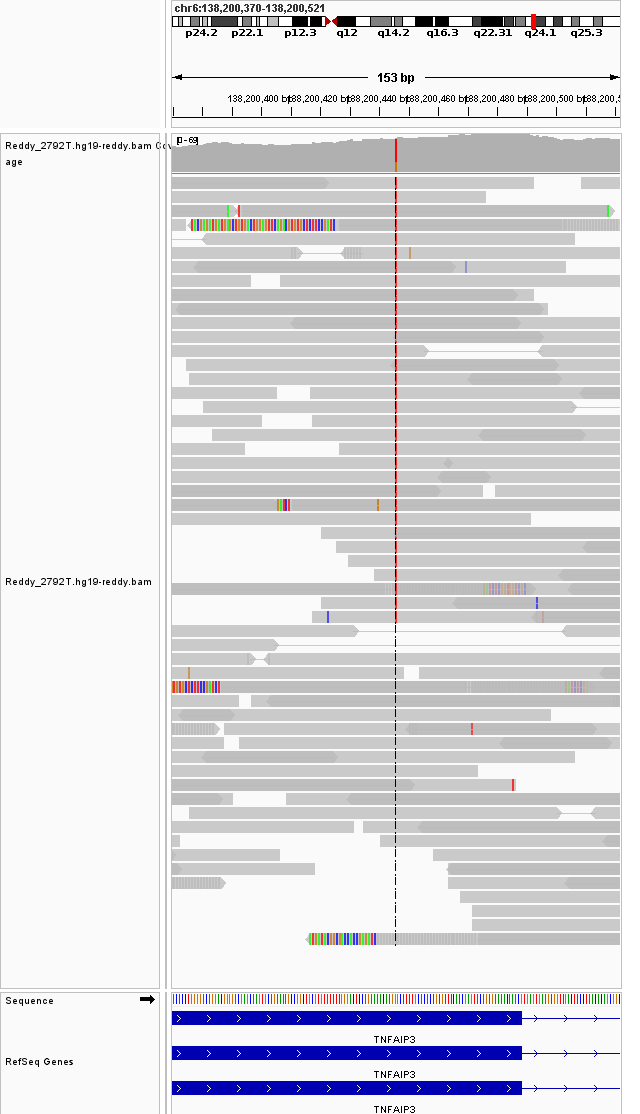 chr6:138,200,370-138,200,521
p24.2 p22.1 p12.3 q12 q14.2 q16.3 q22.31 q24.1 q25.3
153 bp
138,200,400 bp 138,200,420 bp 138,200,440 bp 138,200,460 bp 138,200,480 bp 138,200,500 bp
Reddy_2792T.hg19-reddy.bam Cov
age
Reddy_2792T.hg19-reddy.bam
Sequence
TNFAIP3
RefSeq Genes
TNFAIP3
TNFAIP3